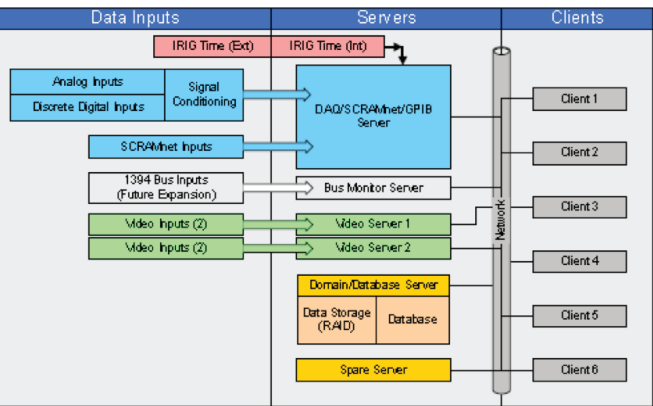 Data Inputs
Servers
Clients
IRIG Time (Ext)
IRIG Time (Int)
Analog Inputs
Discrete Digital Inputs
Signal
Conditioning
DAQ/SCRAMnet/GPIB
Server
SCRAMnet Inputs
1394 Bus Inputs
(Future Expansion)
Bus Monitor Server
Video Inputs (2)
Video Server 1
Video Inputs (2)
Video Server 2
Domain/Database Server
Data Storage
(RAID)
Database
Spare Server
Network
Client 1
Client 2
Client 3
Client 4
Client 5
Client 6